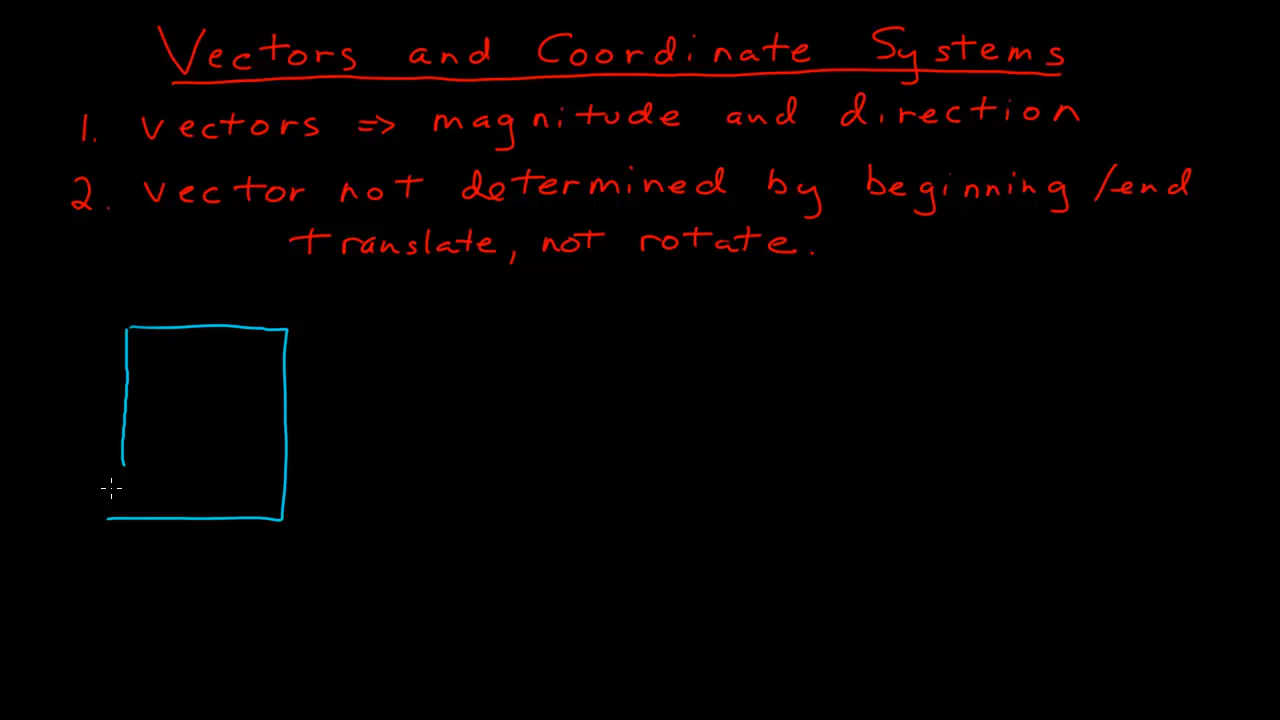 Vectors and Coordinate Systems
1. vectors => magnitude and direction
2. vector not determined by beginning/end
translate, not rotate.